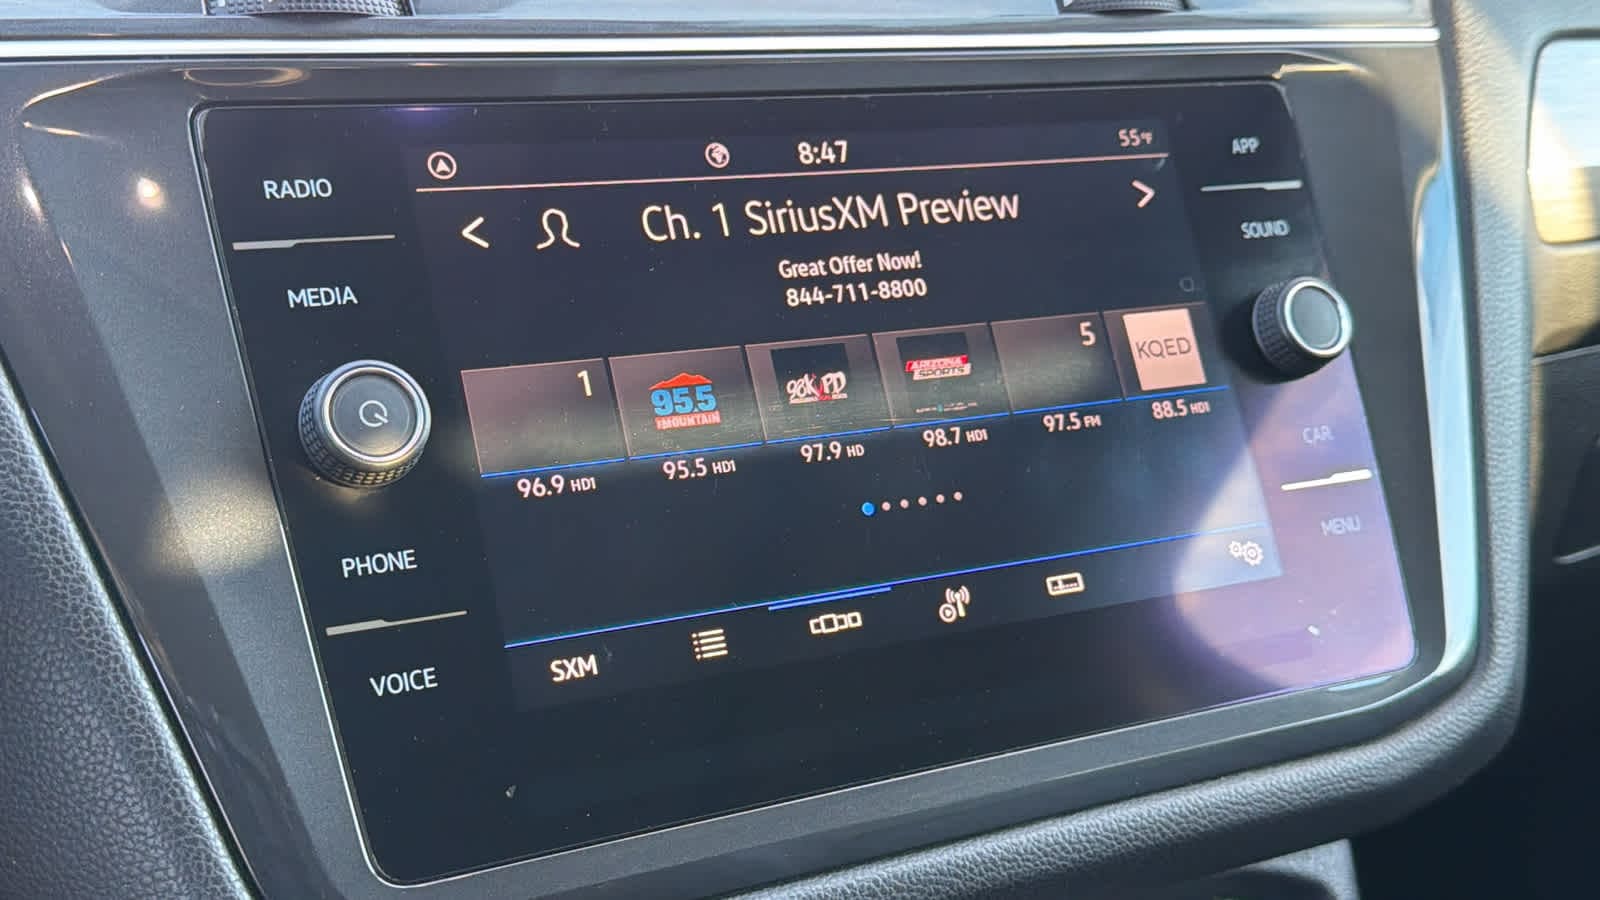 RADIO
MEDIA
PHONE
VOICE
8:47
55°F
Ch. 1 SiriusXM Preview
Great Offer Now!
844-711-8800
1
95.5
THE MOUNTAIN
98KUPD
ARIZONA
SPORTS
5
KQED
96.9 HD1
95.5 HD1
97.9 HD
98.7 HD1
97.5 FM
88.5 HD1
SXM
APP
SOUND
CAR
MENU